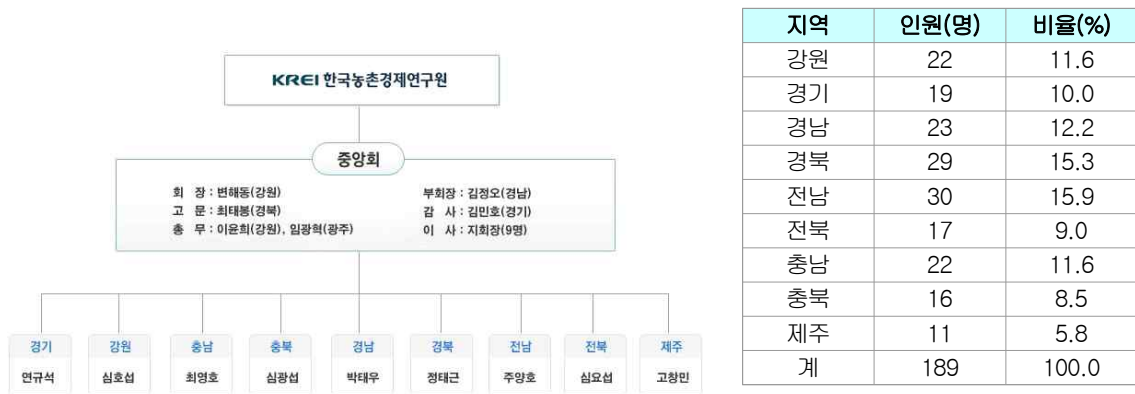 KREI 한국농촌경제연구원
중앙회
회 장 : 변해동(강원) 부회장 : 김정오(경남)
고 문 : 최태봉(경북) 감 사 : 김민호(경기)
총 무 : 이윤희(강원), 임광혁(광주) 이 사 : 지회장(9명)
경기 강원 충남 충북 경남 경북 전남 전북 제주
연규석 심호섭 최영호 심광섭 박태우 정태근 주양호 심요섭 고창민
지역 인원(명) 비율(%)
강원 22 11.6
경기 19 10.0
경남 23 12.2
경북 29 15.3
전남 30 15.9
전북 17 9.0
충남 22 11.6
충북 16 8.5
제주 11 5.8
계 189 100.0